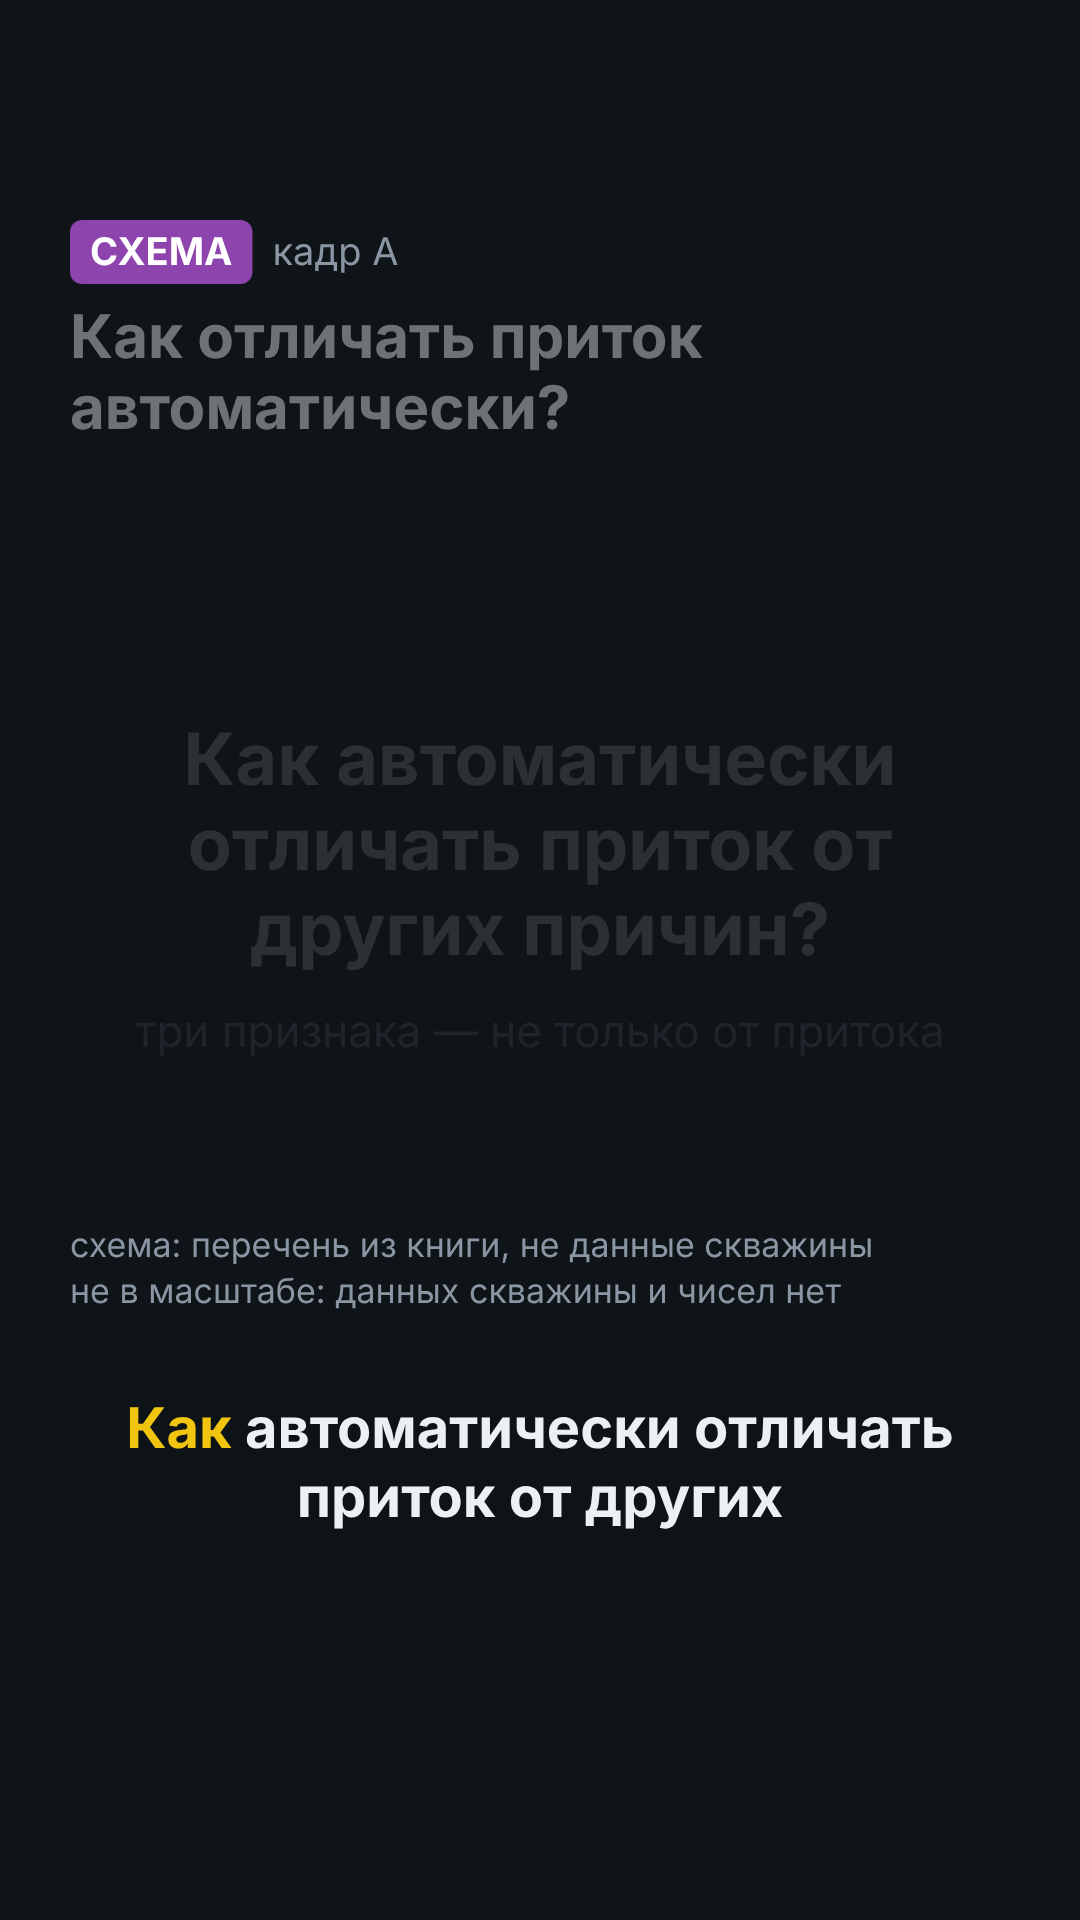 СХЕМА кадр А
Как отличать приток
автоматически?
Как автоматически
отличать приток от
других причин?
три признака — не только от притока
схема: перечень из книги, не данные скважины
не в масштабе: данных скважины и чисел нет
Как автоматически отличать
приток от других